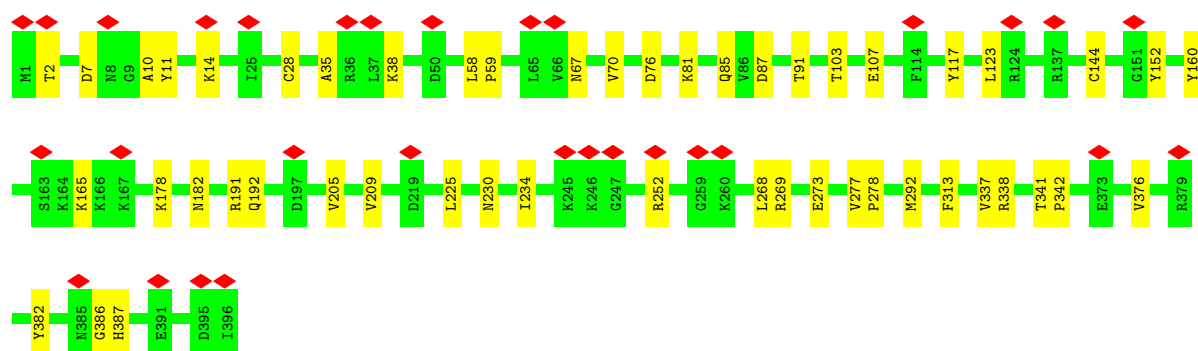 M1 T2 D7 N8 G9 A10 Y11 K14 I25 C28 A35 R36 L37 K38 D50 L58 P59 L65 V66 N67 V70 D76 K81 Q85 V86 D87 T91 T103 E107 F114 Y117 L123 R124 R137 C144 G151 Y152 Y160
S163 K164 K165 K166 K167 K178 N182 R191 Q192 D197 V205 V209 D219 L225 N230 I234 K245 K246 G247 R252 G259 K260 L268 R269 E273 V277 P278 M292 F313 V337 R338 T341 P342 E373 V376 R379
Y382 N385 G386 H387 E391 D395 I396